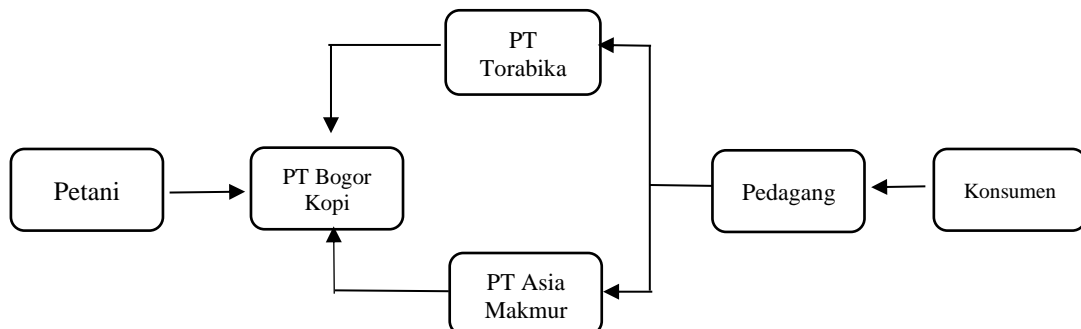 PT
Torabika
Petani
PT Bogor
Kopi
Pedagang
Konsumen
PT Asia
Makmur